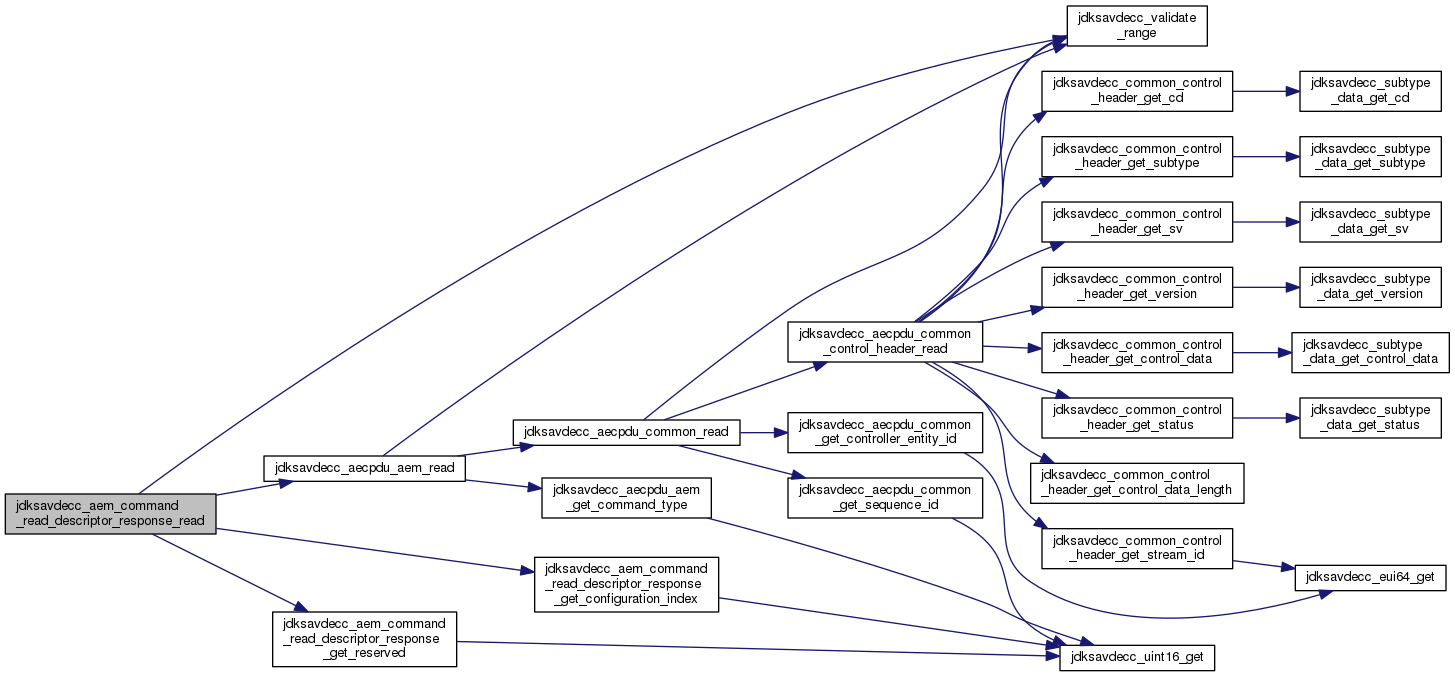 jdksavdecc_validate
_range
jdksavdecc_common_control
_header_get_cd
jdksavdecc_subtype
_data_get_cd
jdksavdecc_common_control
_header_get_subtype
jdksavdecc_subtype
_data_get_subtype
jdksavdecc_common_control
_header_get_sv
jdksavdecc_subtype
_data_get_sv
jdksavdecc_common_control
_header_get_version
jdksavdecc_subtype
_data_get_version
jdksavdecc_aecpdu_common
_control_header_read
jdksavdecc_common_control
_header_get_control_data
jdksavdecc_subtype
_data_get_control_data
jdksavdecc_common_control
_header_get_status
jdksavdecc_subtype
_data_get_status
jdksavdecc_aecpdu_common_read
jdksavdecc_aecpdu_common
_get_controller_entity_id
jdksavdecc_aecpdu_aem_read
jdksavdecc_common_control
_header_get_control_data_length
jdksavdecc_aem_command
_read_descriptor_response_read
jdksavdecc_aecpdu_aem
_get_command_type
jdksavdecc_aecpdu_common
_get_sequence_id
jdksavdecc_common_control
_header_get_stream_id
jdksavdecc_eui64_get
jdksavdecc_aem_command
_read_descriptor_response
_get_configuration_index
jdksavdecc_aem_command
_read_descriptor_response
_get_reserved
jdksavdecc_uint16_get